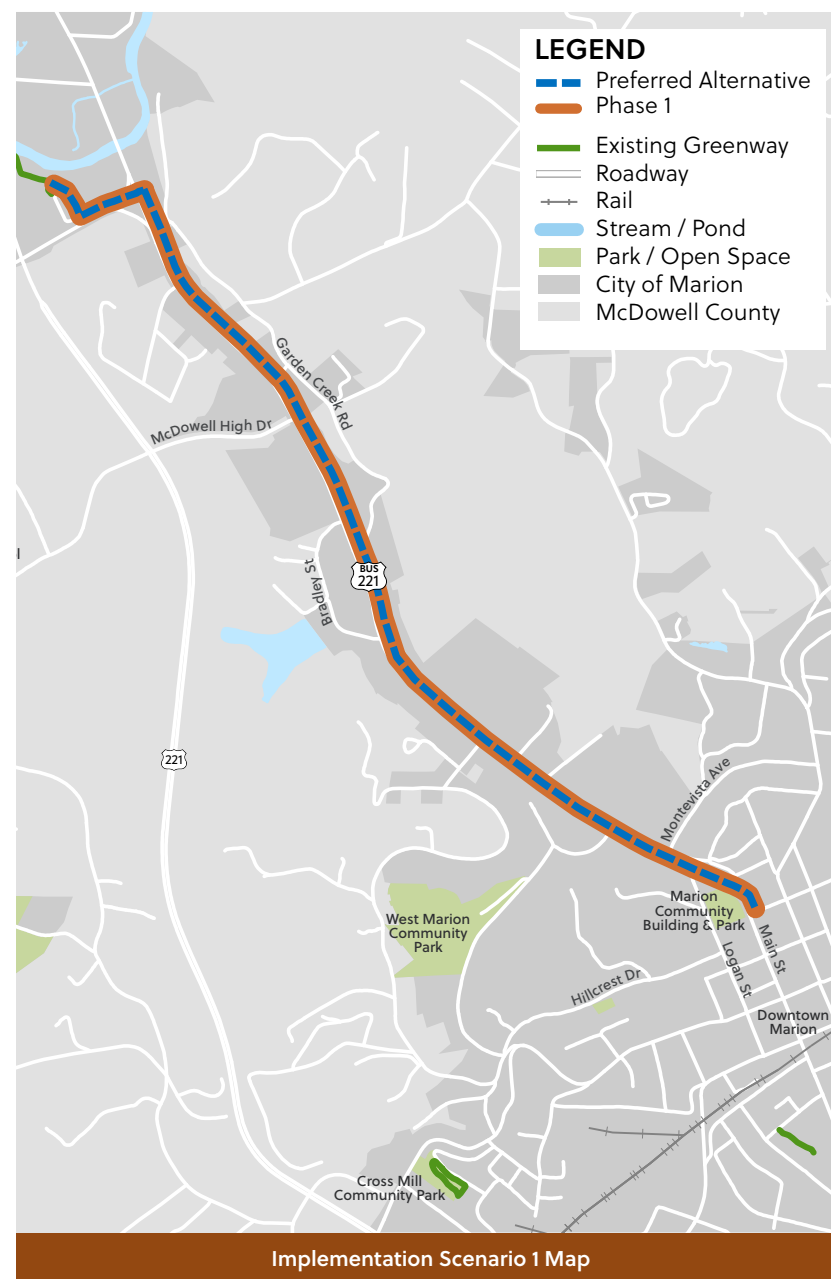 LEGEND
Preferred Alternative
Phase 1
Existing Greenway
Roadway
Rail
Stream / Pond
Park / Open Space
City of Marion
McDowell County
Garden Creek Rd
McDowell High Dr
BUS
221
Bradley St
221
Montevista Ave
Marion
Community
Building & Park
West Marion
Community
Park
Main St
Logan St
Hillcrest Dr
Downtown
Marion
Cross Mill
Community Park
Implementation Scenario 1 Map